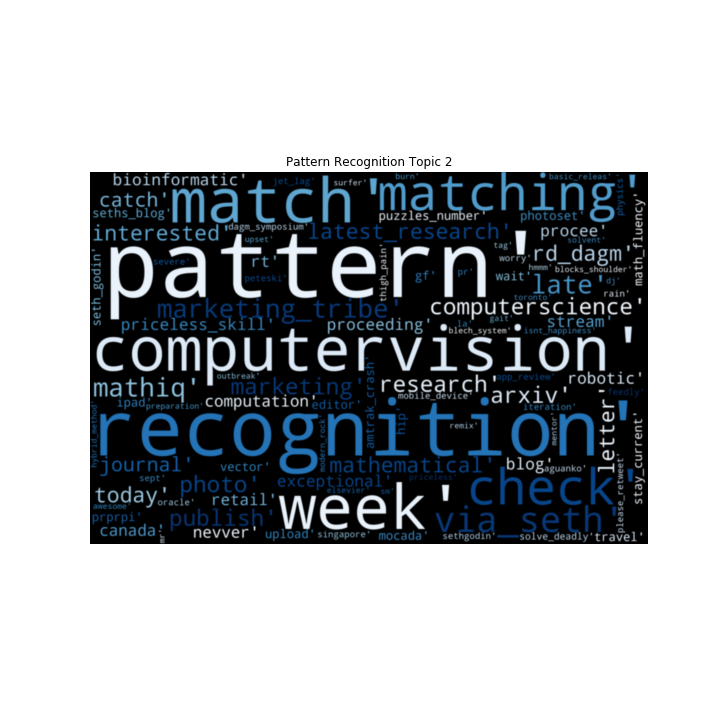 Pattern Recognition Topic 2
bioinformatic'
jet_lag'
surfer'
burn'
basic_releas'
catch'
match'
matching'
physics'
seths_blog'
puzzles_number'
photoset'
math_fluency'
interested'
dagm_symposium'
latest_research'
procee'
upset'
tag'
solvent'
pattern'
rd_dagm'
seth_godin'
severe'
rt'
thigh_pain'
worry'
hmmm'
blocks_shoulder'
peteski'
gf'
pr'
wait'
late'
dj'
rain'
toronto'
marketing_tribe'
computerscience'
priceless_skill'
proceeding'
la'
gait'
stream'
blech_system'
isnt_happiness'
computervision'
outbreak'
mathiq'
marketing'
amtrak_crash'
research'
app_review'
robotic'
mobile_device'
arxiv'
feedly'
ipad'
preparation'
computation'
editor'
hip'
iteration'
letter'
recognition'
hybrid_method'
modern_rock'
remix'
mentor'
stay_current'
journal'
vector'
mathematical'
blog'
aguanko'
sept'
photo'
exceptional'
priceless'
check'
today'
oracle'
retail'
elsevier'
sm'
week'
please_retweet'
awesome'
prprpi'
publish'
via_seth'
canada'
mr'
nevver'
upload'
singapore'
mocada'
sethgodin'
solve_deadly'
travel'